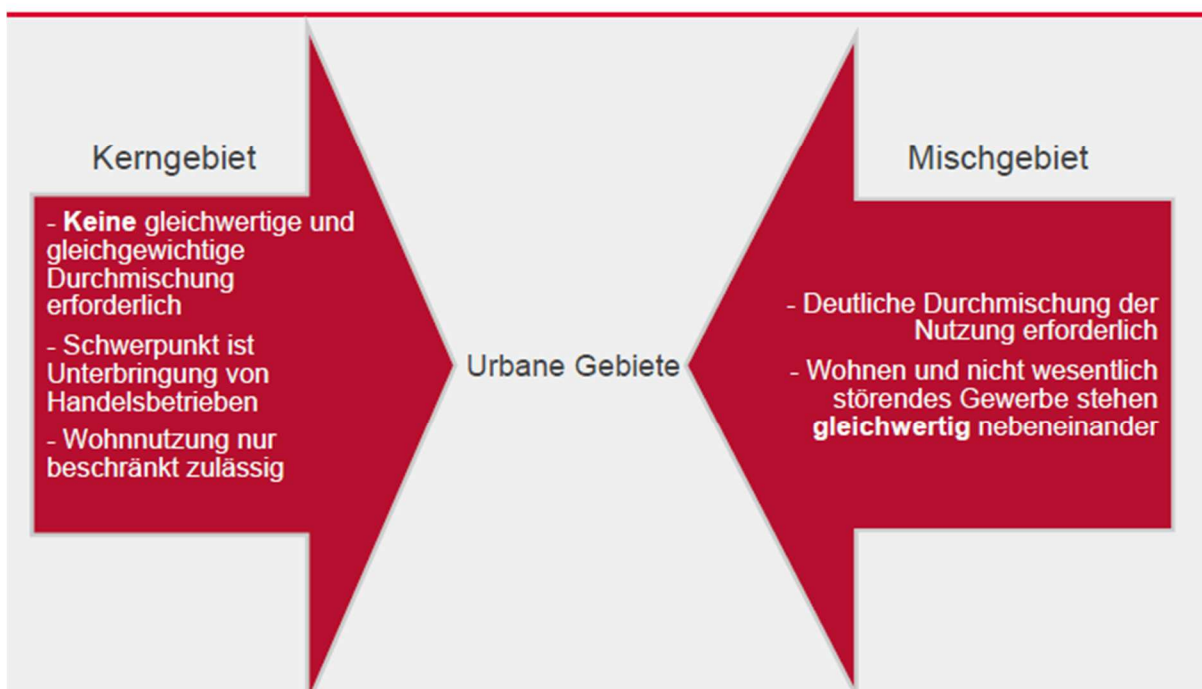 Kerngebiet
- Keine gleichwertige und
gleichgewichtige
Durchmischung
erforderlich
- Schwerpunkt ist
Unterbringung von
Handelsbetrieben
- Wohnnutzung nur
beschränkt zulässig
Urbane Gebiete
Mischgebiet
- Deutliche Durchmischung der
Nutzung erforderlich
- Wohnen und nicht wesentlich
störendes Gewerbe stehen
gleichwertig nebeneinander